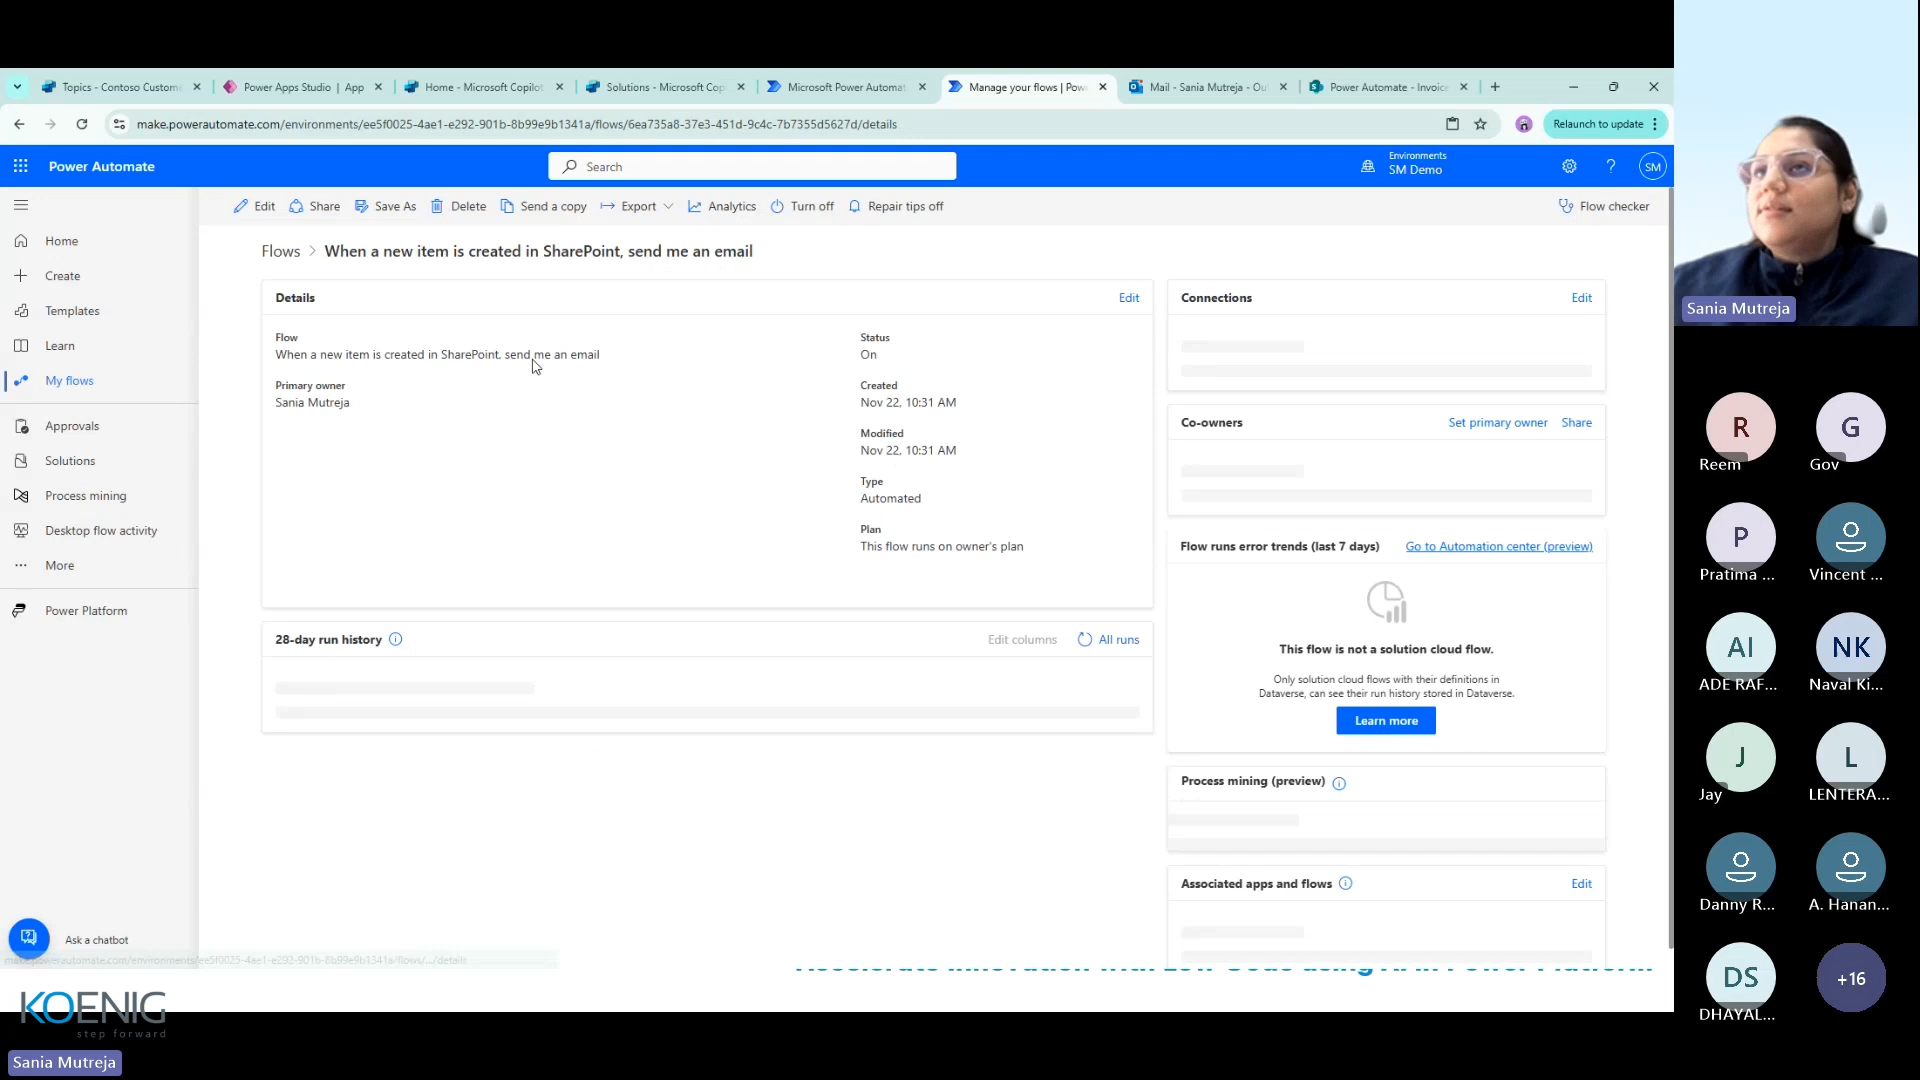 Topics - Contoso Custom
Power Apps Studio | App
Home - Microsoft Copilot
Solutions - Microsoft Cop
Microsoft Power Automat
Manage your flows | Pow
Mail - Sania Mutreja - Ou
Power Automate - Invoice
make.powerautomate.com/environments/ee5f0025-4ae1-e292-901b-8b99e9b1341a/flows/6ea735a8-37e3-451d-9c4c-7b7355d5627d/details
Relaunch to update
Power Automate
Search
Environments
SM Demo
SM
Edit
Share
Save As
Delete
Send a copy
Export
Analytics
Turn off
Repair tips off
Flow checker
Home
Create
Templates
Learn
My flows
Approvals
Solutions
Process mining
Desktop flow activity
More
Power Platform
Ask a chatbot
Flows > When a new item is created in SharePoint, send me an email
Details
Edit
Flow
When a new item is created in SharePoint, send me an email
Primary owner
Sania Mutreja
Status
On
Created
Nov 22, 10:31 AM
Modified
Nov 22, 10:31 AM
Type
Automated
Plan
This flow runs on owner's plan
28-day run history
Edit columns
All runs
Connections
Edit
Co-owners
Set primary owner
Share
Flow runs error trends (last 7 days)
Go to Automation center (preview)
This flow is not a solution cloud flow.
Only solution cloud flows with their definitions in
Dataverse, can see their run history stored in Dataverse.
Learn more
Process mining (preview)
Associated apps and flows
Edit
make.powerautomate.com/environments/ee5f0025-4ae1-e292-901b-8b99e9b1341a/flows/.../details
KOENIG
step forward
Sania Mutreja
Sania Mutreja
R
Reem
G
Gov
P
Pratima ...
Vincent ...
AI
ADE RAF...
NK
Naval Ki...
J
Jay
L
LENTERA...
Danny R...
A. Hanan...
DS
DHAYAL...
+16